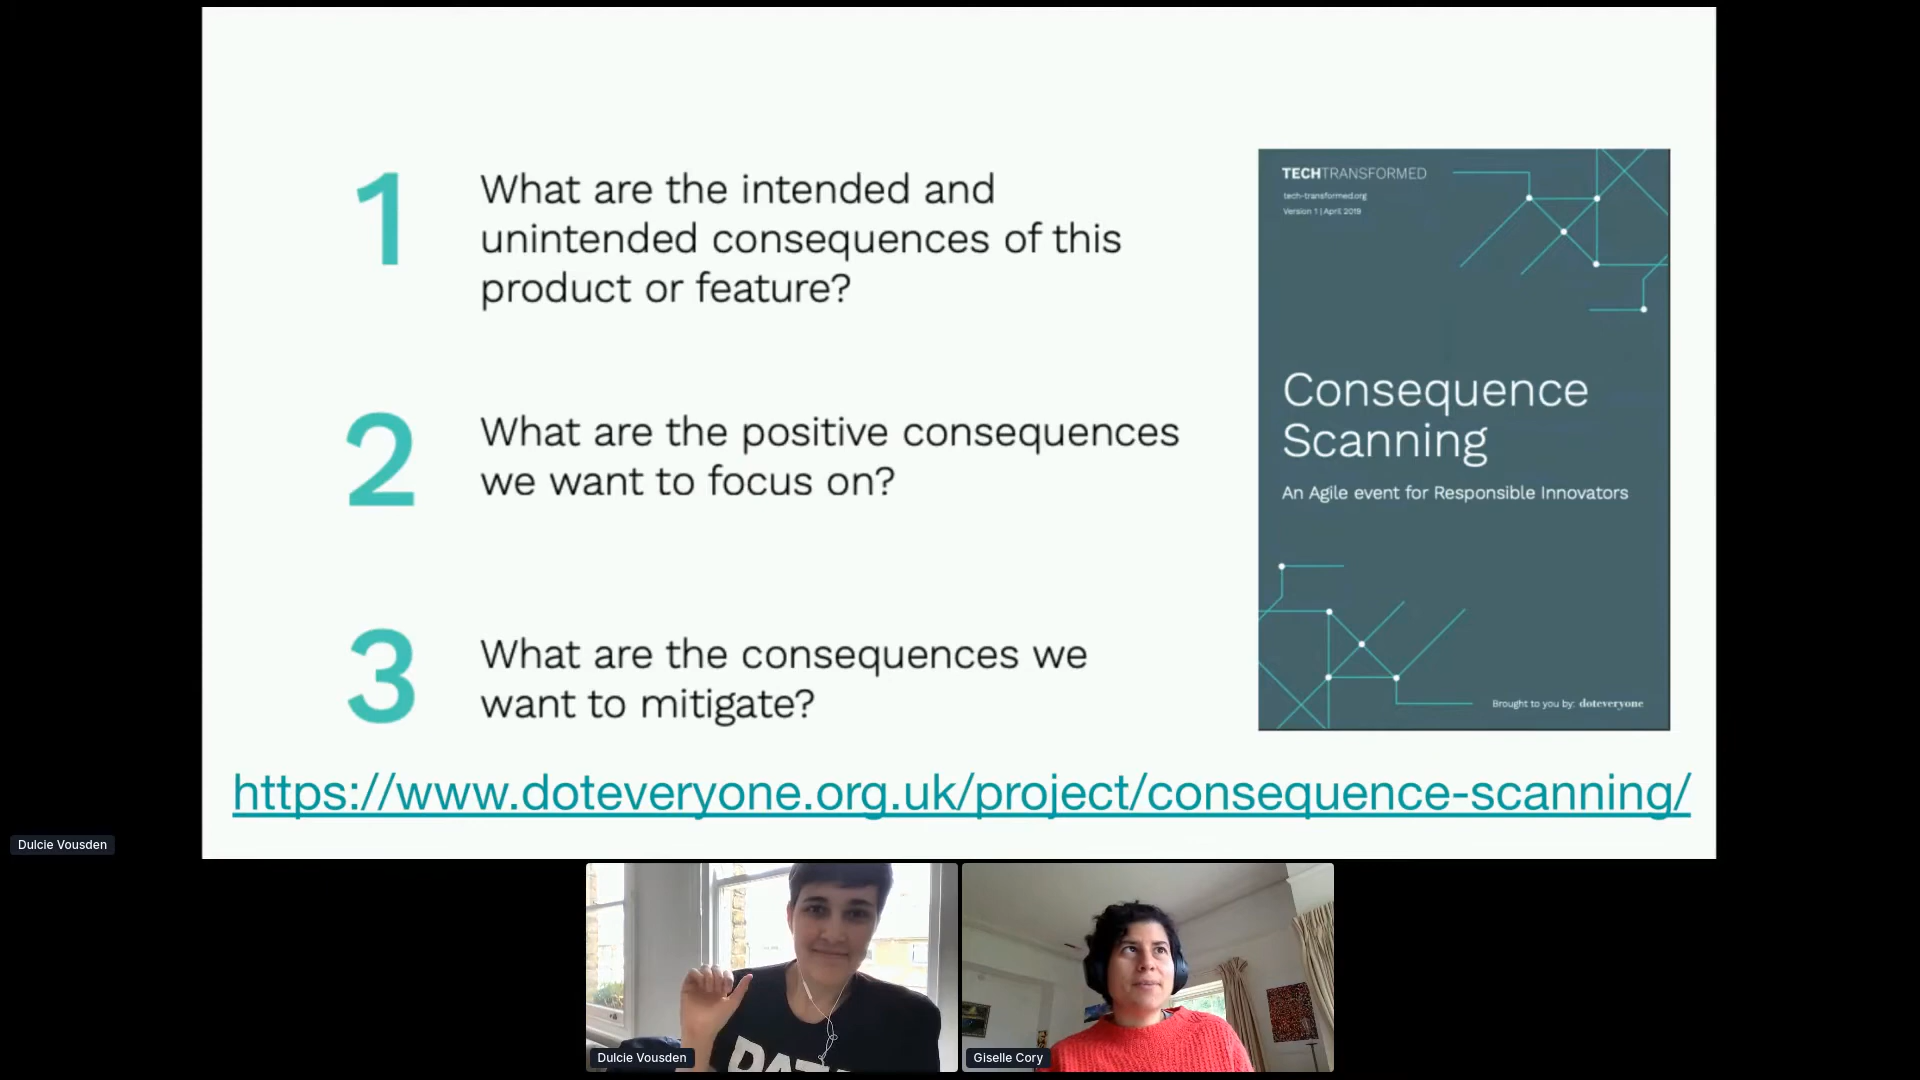 1
What are the intended and
unintended consequences of this
product or feature?
2
What are the positive consequences
we want to focus on?
3
What are the consequences we
want to mitigate?
https://www.doteveryone.org.uk/project/consequence-scanning/
TECHTRANSFORMED
tech-transformed.org
Version 1 | April 2019
Consequence
Scanning
An Agile event for Responsible Innovators
Brought to you by: doteveryone
Dulcie Vousden
Dulcie Vousden
Giselle Cory